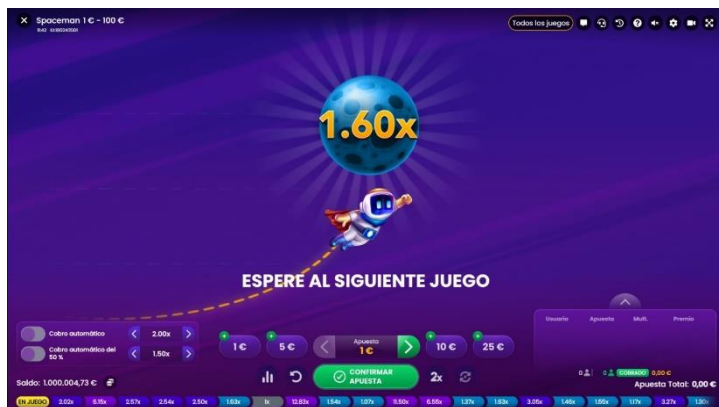 Spaceman 1 € - 100 €
Todos los juegos
1.60x
ESPERE AL SIGUIENTE JUEGO
Cobro automático 2.00x
Cobro automático del 50 % 1.50x
1 € 5 € Apuesta 1 € 10 € 25 €
CONFIRMAR APUESTA 2x
Usuario Apuesta Mult. Premio
0 0 COBRADO 0,00 €
Saldo: 1.000.004,73 €
Apuesta Total: 0,00 €
EN JUEGO 2.02x 6.15x 2.57x 2.54x 2.50x 1.63x 1x 12.83x 1.54x 1.07x 11.50x 6.55x 1.37x 1.83x 3.05x 1.46x 1.55x 1.17x 3.27x 1.30x